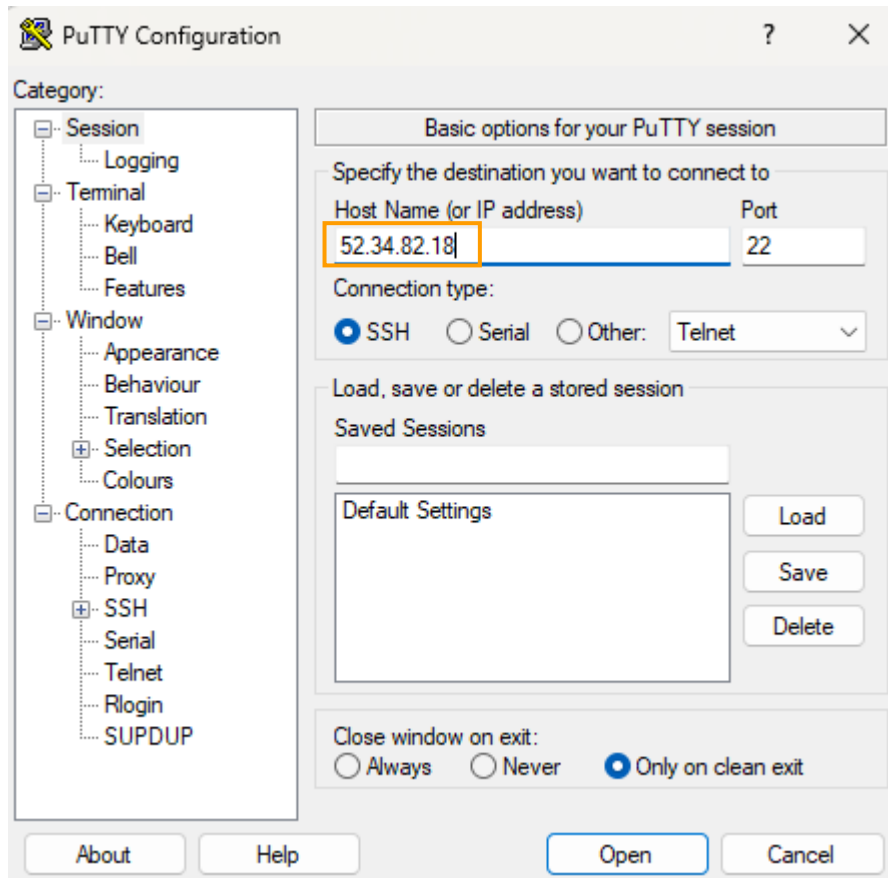 PuTTY Configuration ? ×
Category:
Session
Logging
Terminal
Keyboard
Bell
Features
Window
Appearance
Behaviour
Translation
Selection
Colours
Connection
Data
Proxy
SSH
Serial
Telnet
Rlogin
SUPDUP
Basic options for your PuTTY session
Specify the destination you want to connect to
Host Name (or IP address) Port
52.34.82.18 22
Connection type:
SSH Serial Other: Telnet
Load, save or delete a stored session
Saved Sessions
Default Settings
Load
Save
Delete
Close window on exit:
Always Never Only on clean exit
About Help Open Cancel